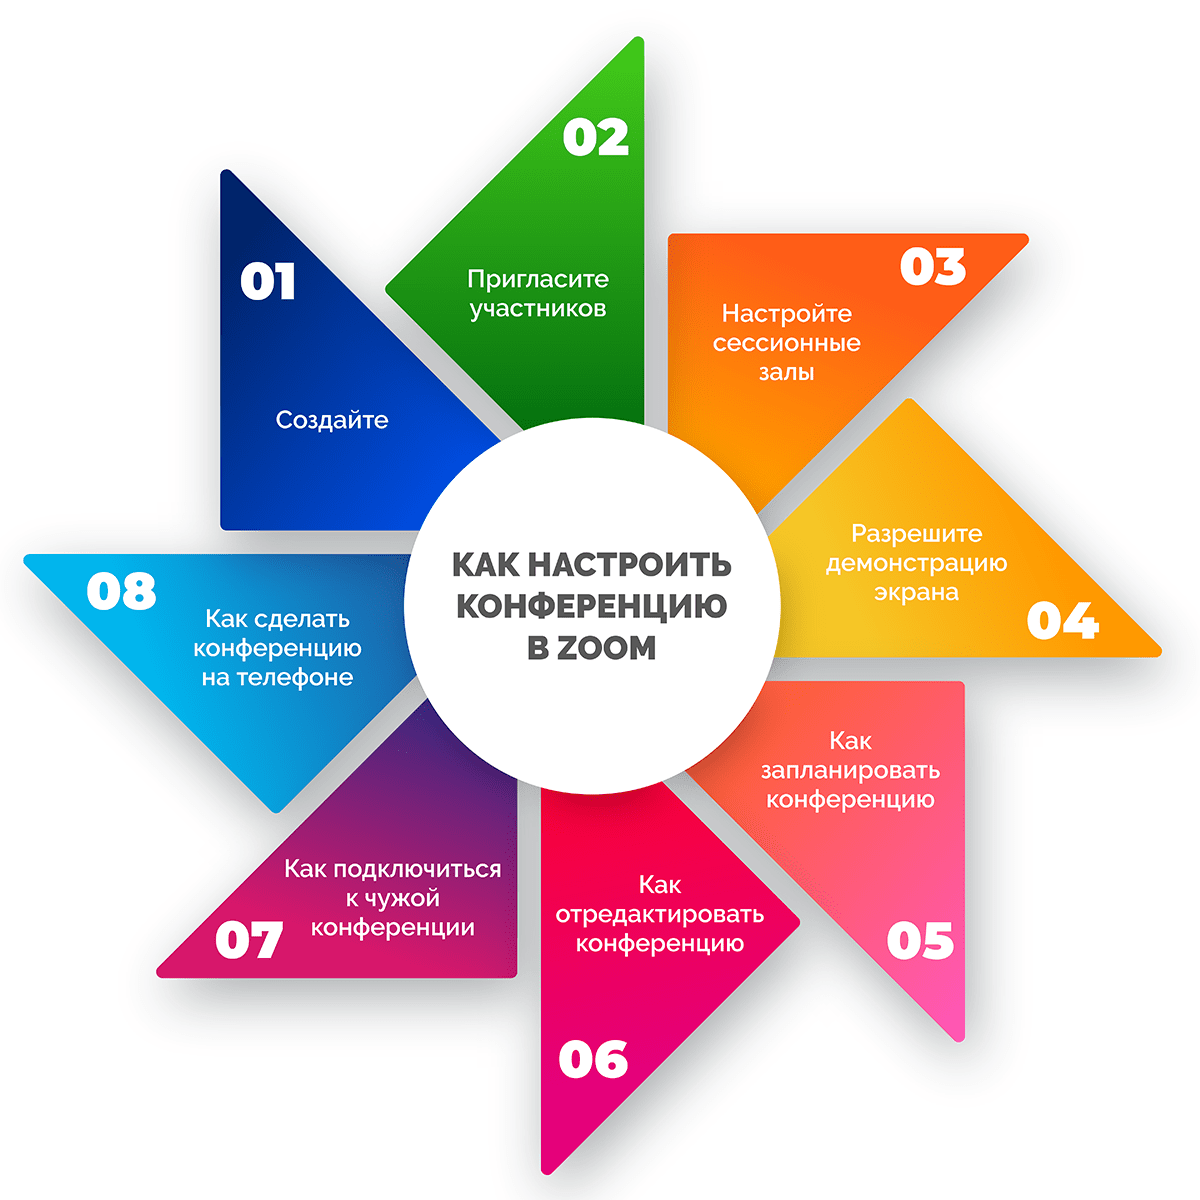 КАК НАСТРОИТЬ
КОНФЕРЕНЦИЮ
В ZOOM
01
Создайте
02
Пригласите
участников
03
Настройте
сессионные
залы
Разрешите
демонстрацию
экрана
04
Как
запланировать
конференцию
05
Как
отредактировать
конференцию
06
Как подключиться
к чужой
конференции
07
08
Как сделать
конференцию
на телефоне